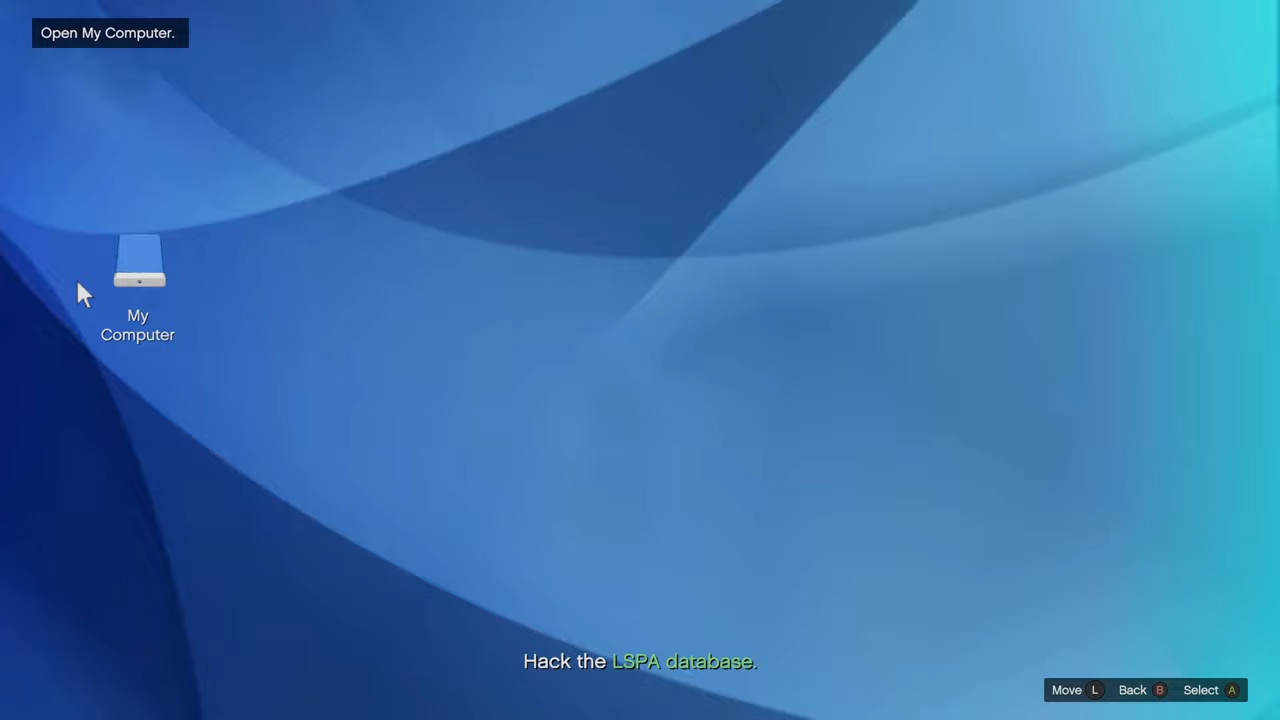 Open My Computer.
My
Computer
Hack the LSPA database.
Move L Back B Select A